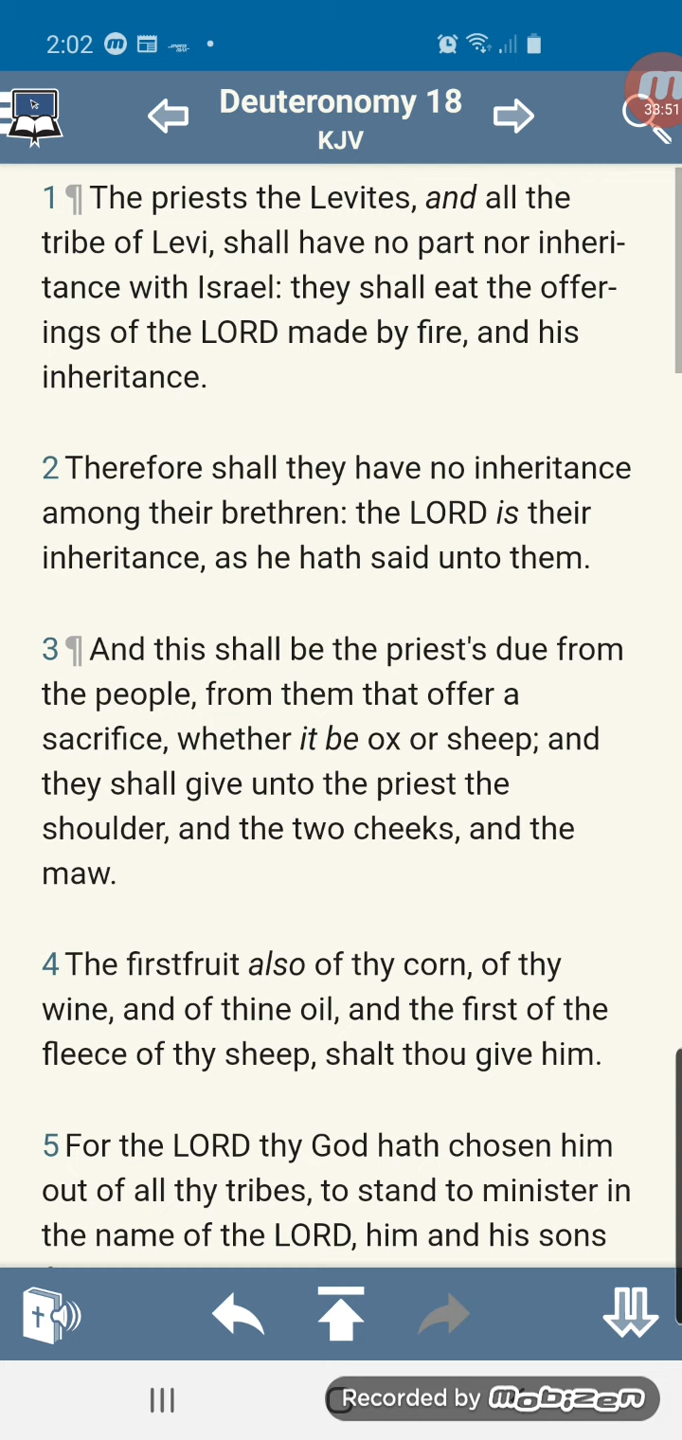 2:02
Deuteronomy 18
KJV
33:51
1 ¶ The priests the Levites, and all the
tribe of Levi, shall have no part nor inheri-
tance with Israel: they shall eat the offer-
ings of the LORD made by fire, and his
inheritance.
2 Therefore shall they have no inheritance
among their brethren: the LORD is their
inheritance, as he hath said unto them.
3 ¶ And this shall be the priest's due from
the people, from them that offer a
sacrifice, whether it be ox or sheep; and
they shall give unto the priest the
shoulder, and the two cheeks, and the
maw.
4 The firstfruit also of thy corn, of thy
wine, and of thine oil, and the first of the
fleece of thy sheep, shalt thou give him.
5 For the LORD thy God hath chosen him
out of all thy tribes, to stand to minister in
the name of the LORD, him and his sons
Recorded by mobizen